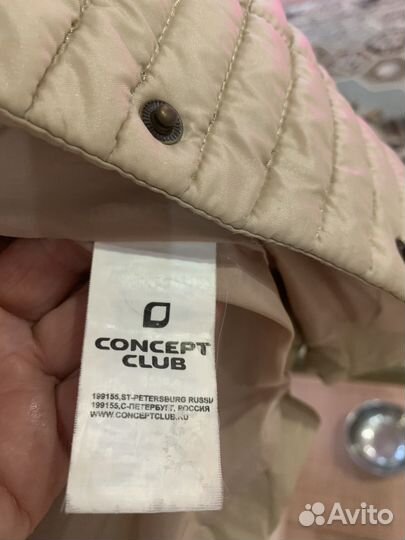 CONCEPT
CLUB
199155, ST-PETERSBURG RUSSI
199155, С-ПЕТЕРБУРГ, РОССИЯ
WWW.CONCEPTCLUB.RU
Avito